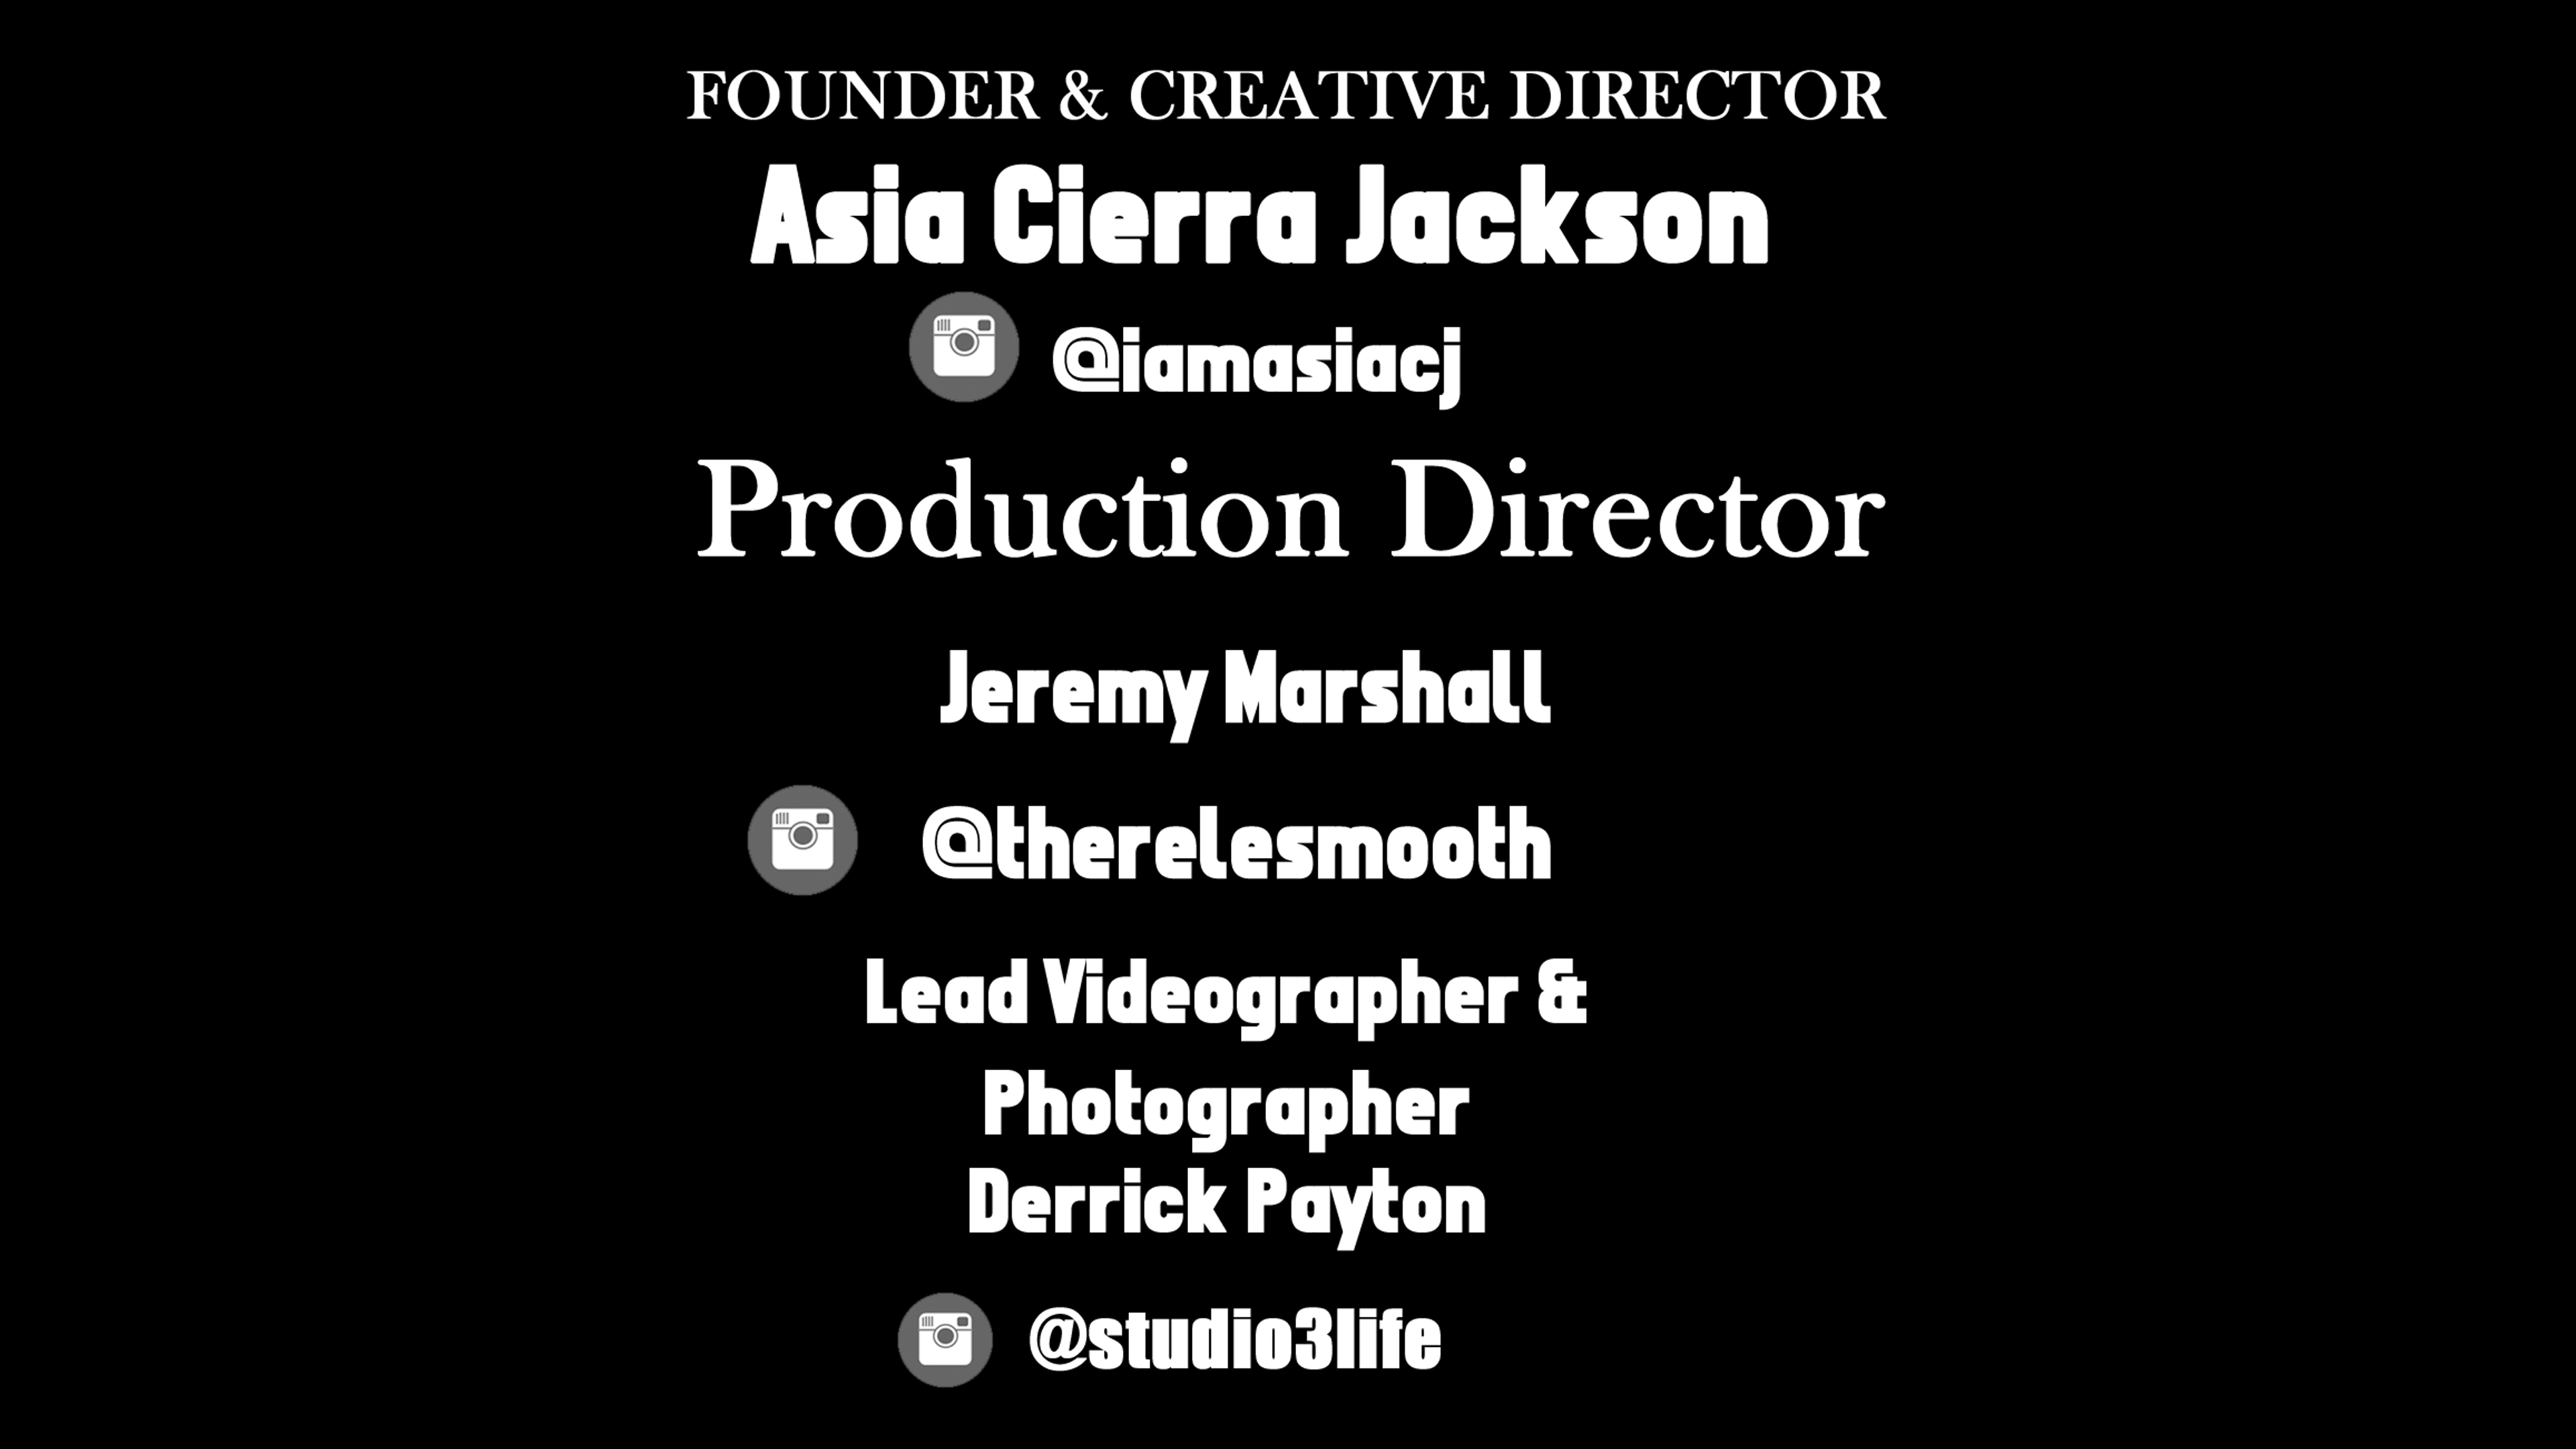 FOUNDER & CREATIVE DIRECTOR
Asia Cierra Jackson
@iamasiacj
Production Director
Jeremy Marshall
@therelesmooth
Lead Videographer &
Photographer
Derrick Payton
@studio3life